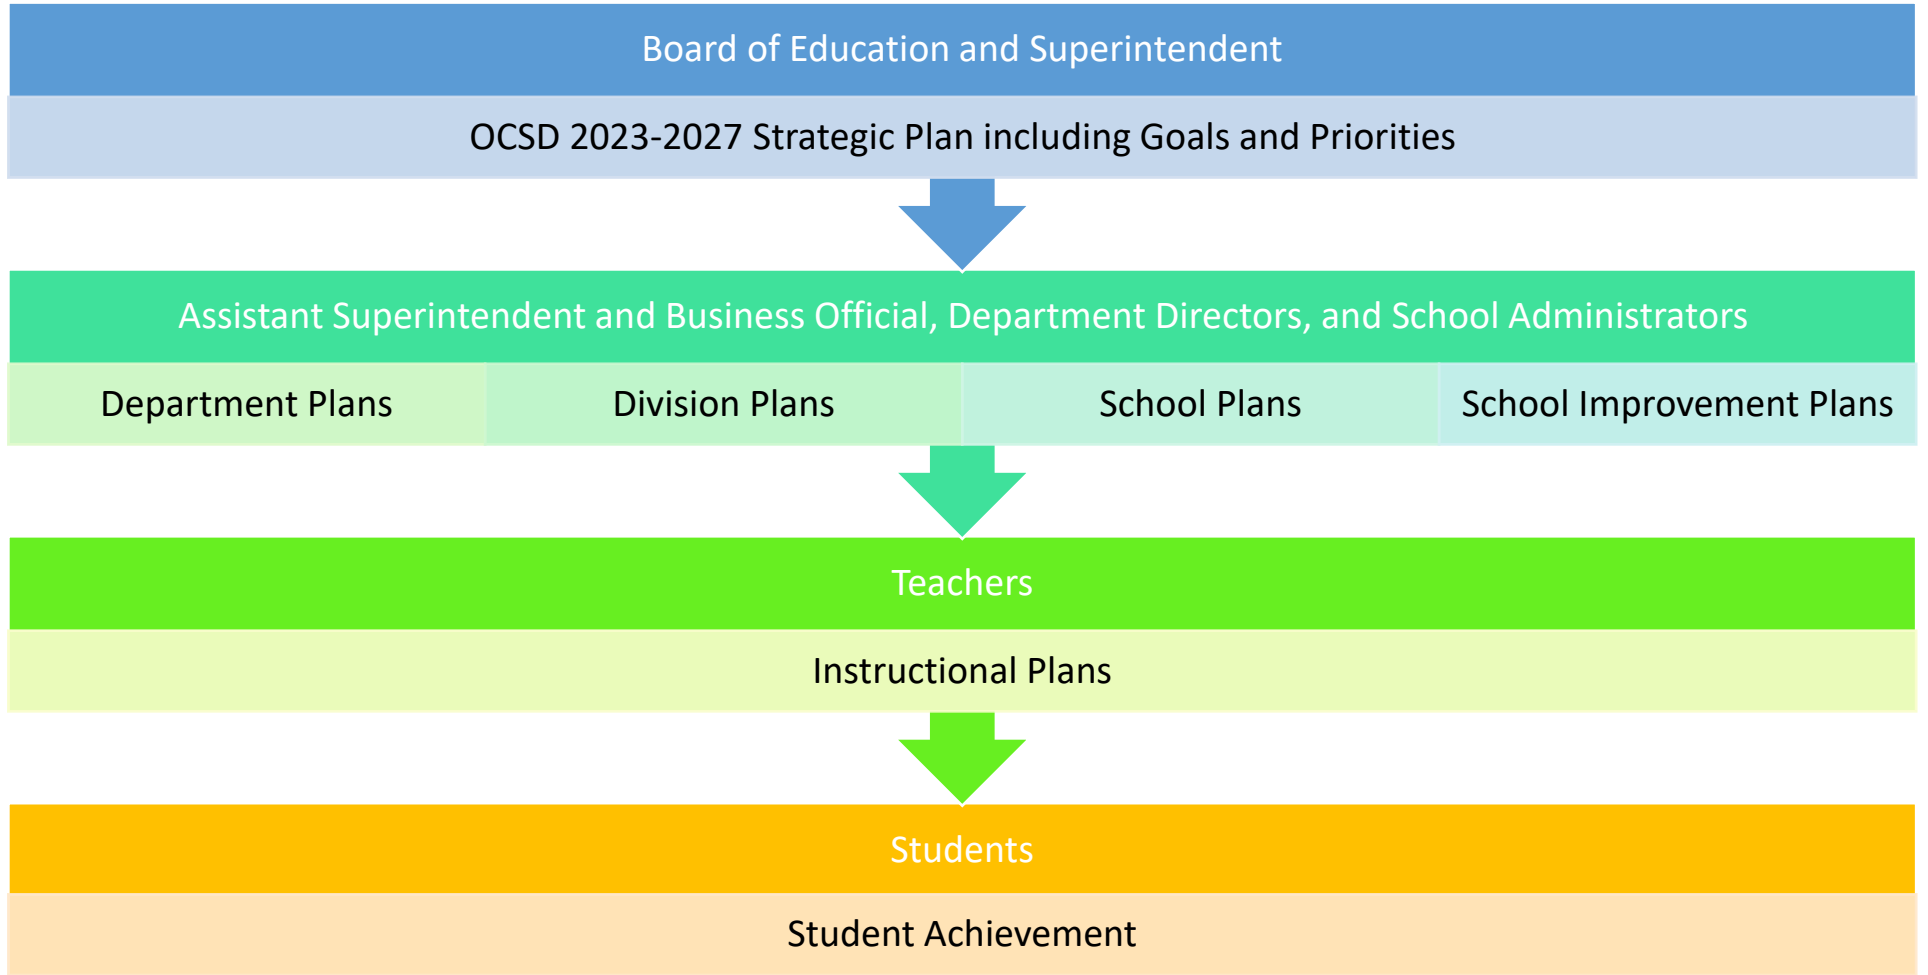 Board of Education and Superintendent
OCSD 2023-2027 Strategic Plan including Goals and Priorities
Assistant Superintendent and Business Official, Department Directors, and School Administrators
Department Plans
Division Plans
School Plans
School Improvement Plans
Teachers
Instructional Plans
Students
Student Achievement